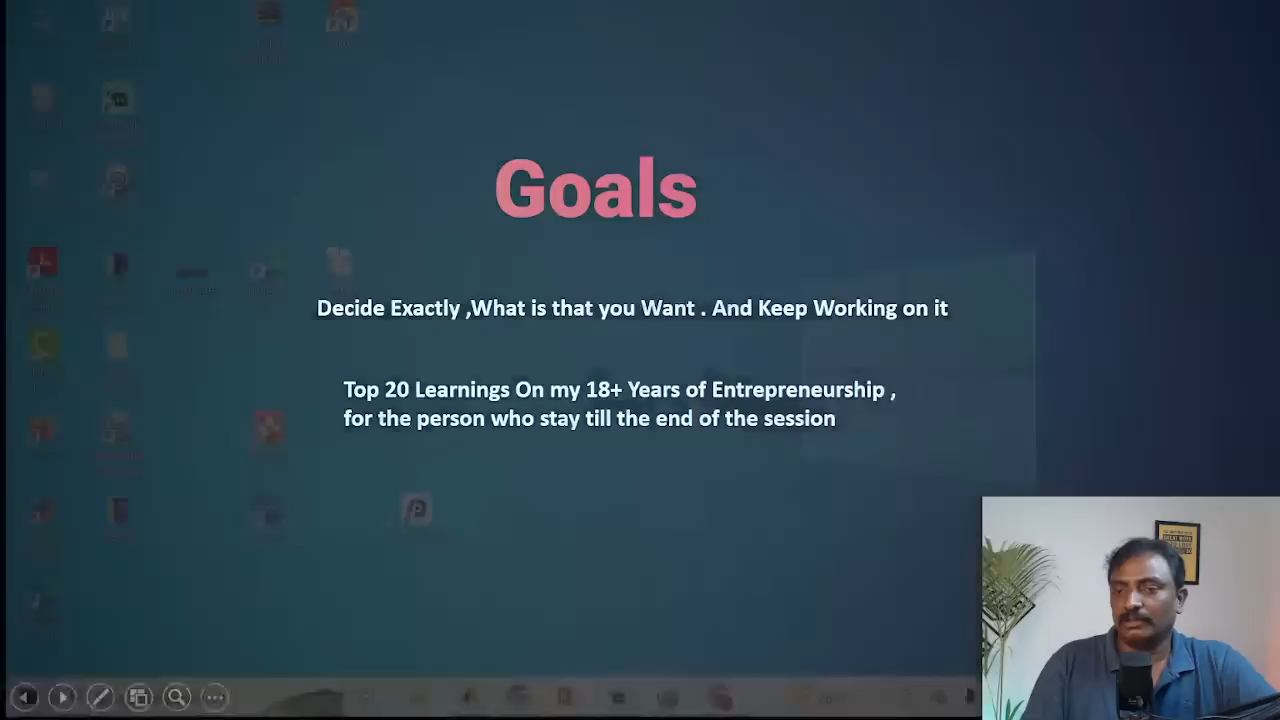 Goals
Decide Exactly ,What is that you Want . And Keep Working on it
Top 20 Learnings On my 18+ Years of Entrepreneurship ,
for the person who stay till the end of the session